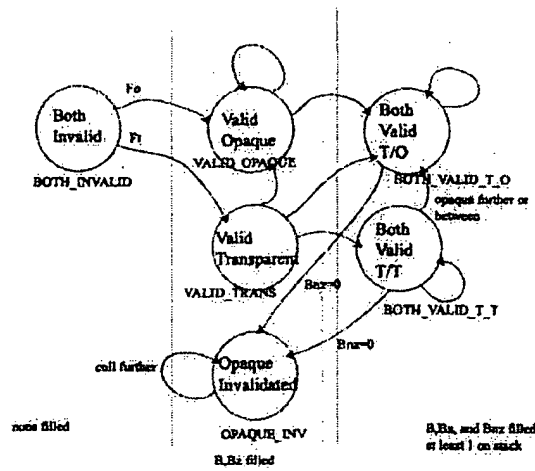 Fo
Both
Invalid
Valid
Opaque
Both
Valid
T/O
Ft
VALID_OPAQUE
BOTH_INVALID
BOTH_VALID_T_O
opaque further or
between
Valid
Transparent
Both
Valid
T/T
VALID_TRANS
Bnz=0
BOTH_VALID_T_T
Bnz=0
cull further
Opaque
Invalidated
none filled
OPAQUE_INV
B,Bz, and Bnz filled
at least 1 on stack
B,Bz filled